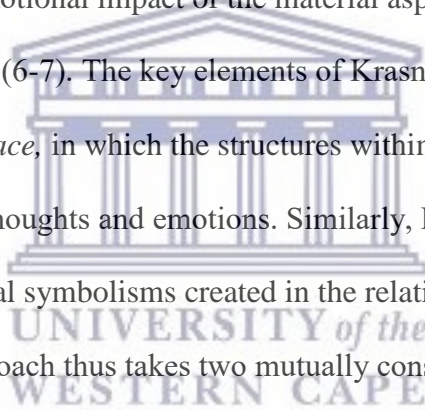 otional impact of the material asp
(6-7). The key elements of Krasn
ace, in which the structures within
houghts and emotions. Similarly, 
al symbolisms created in the relati
UNIVERSITY of the
oach thus takes two mutually cons
WESTERN CAPE